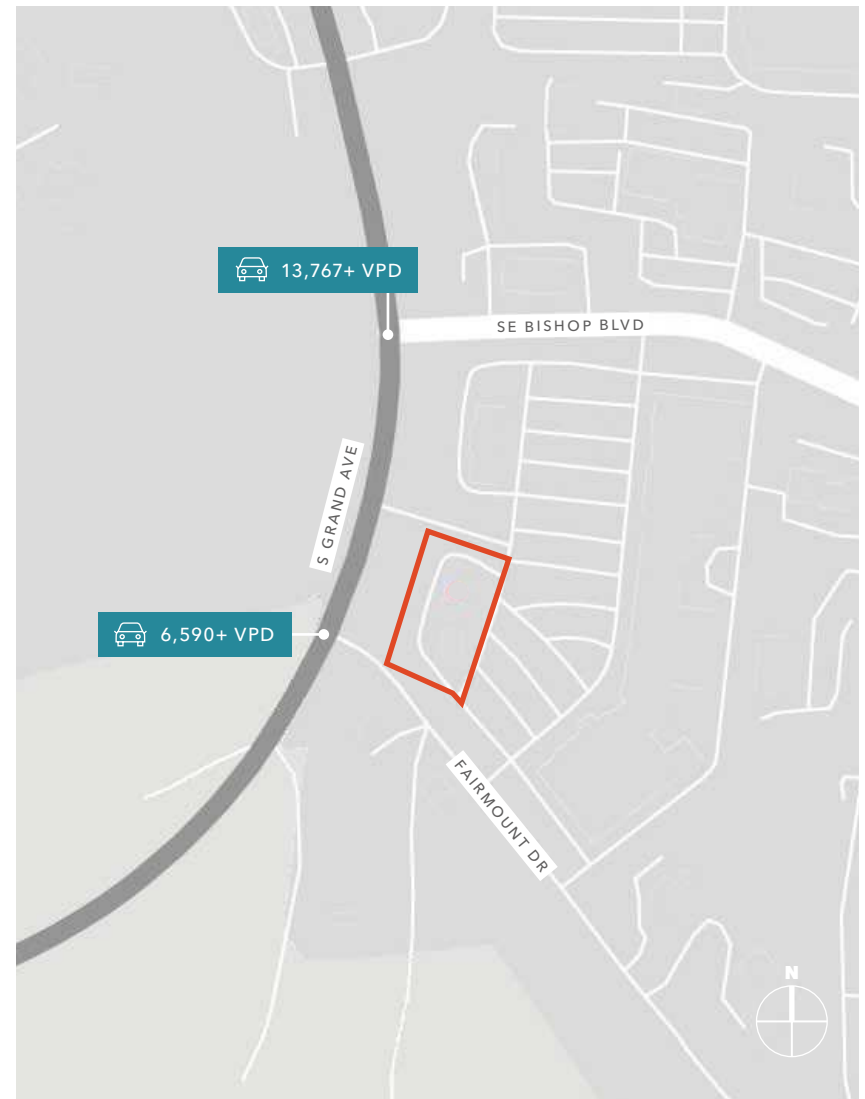 13,767+ VPD
SE BISHOP BLVD
S GRAND AVE
6,590+ VPD
FAIRMOUNT DR
N